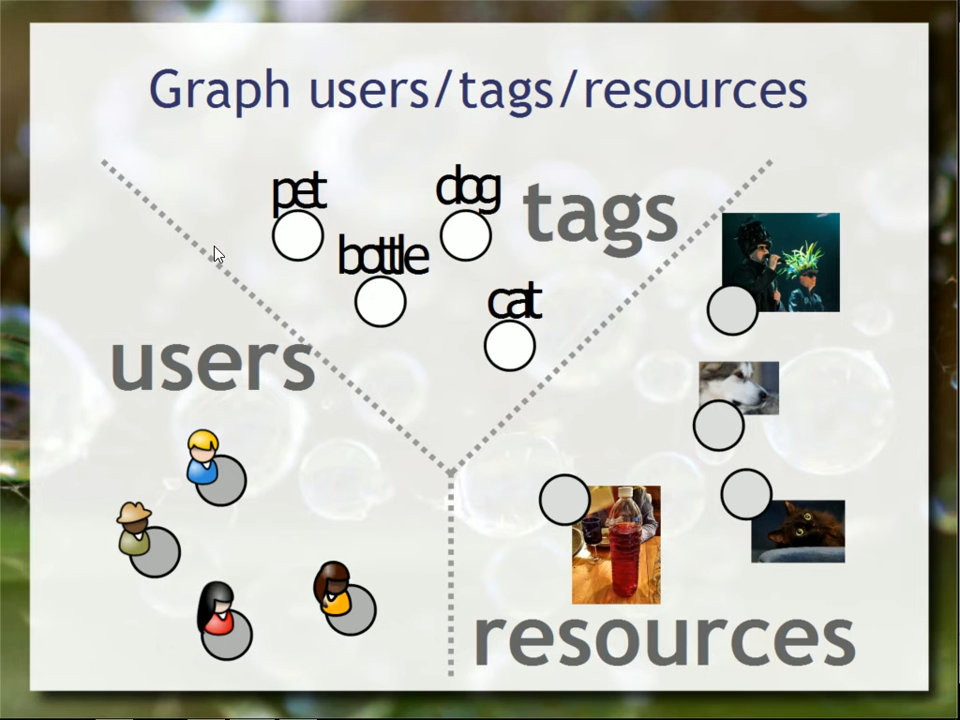 Graph users/tags/resources
pet
dog
tags
bottle
cat
users
resources